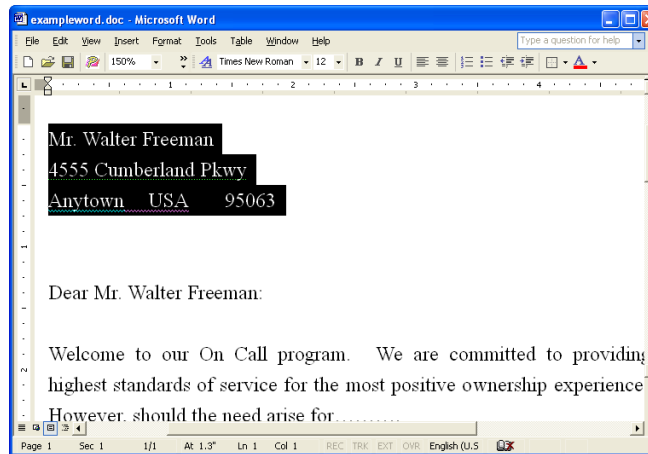 exampleword.doc - Microsoft Word
File Edit View Insert Format Tools Table Window Help Type a question for help
150% Times New Roman 12 B I U A
1 2 3 4
Mr. Walter Freeman
4555 Cumberland Pkwy
Anytown USA 95063
Dear Mr. Walter Freeman:
Welcome to our On Call program. We are committed to providing
highest standards of service for the most positive ownership experience
However, should the need arise for..........
Page 1 Sec 1 1/1 At 1.3" Ln 1 Col 1 REC TRK EXT OVR English (U.S